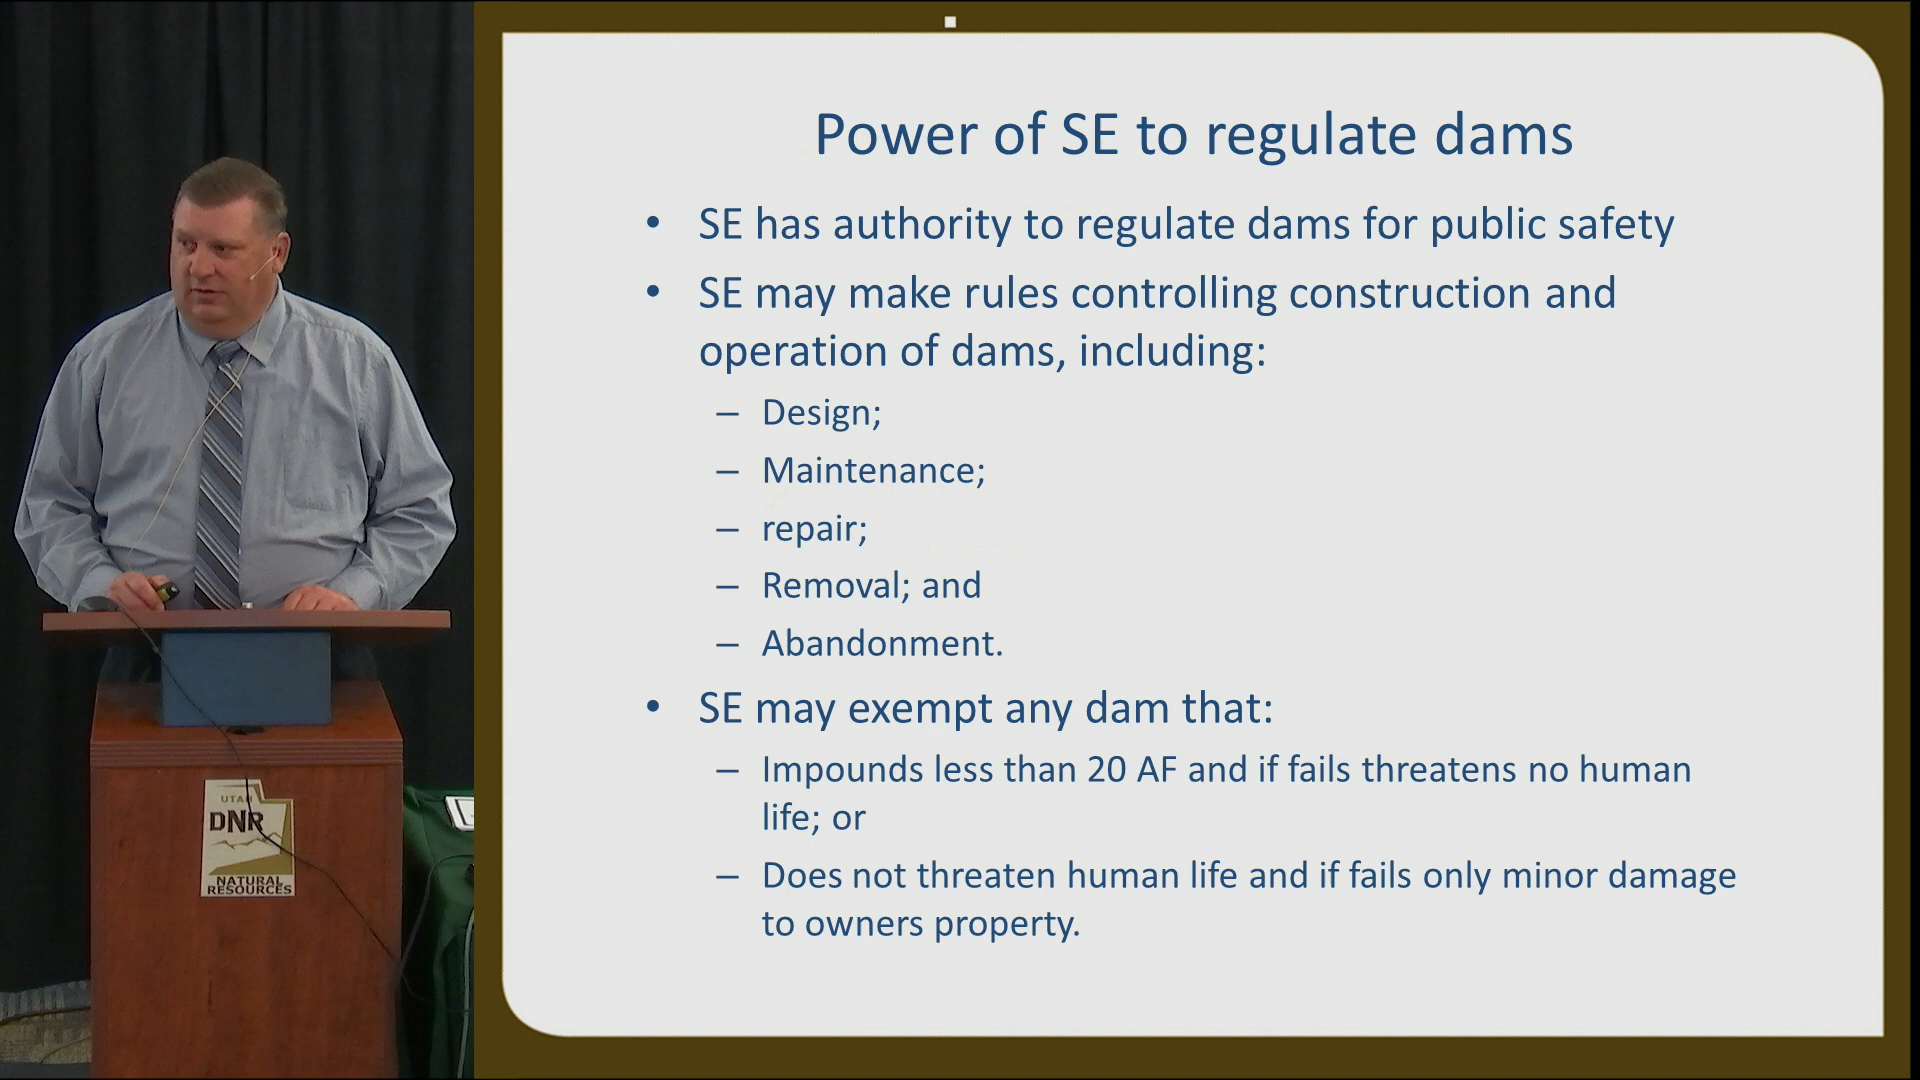 Power of SE to regulate dams
• SE has authority to regulate dams for public safety
• SE may make rules controlling construction and
operation of dams, including:
– Design;
– Maintenance;
– repair;
– Removal; and
– Abandonment.
• SE may exempt any dam that:
– Impounds less than 20 AF and if fails threatens no human
life; or
– Does not threaten human life and if fails only minor damage
to owners property.
UTAH
DNR
NATURAL
RESOURCES